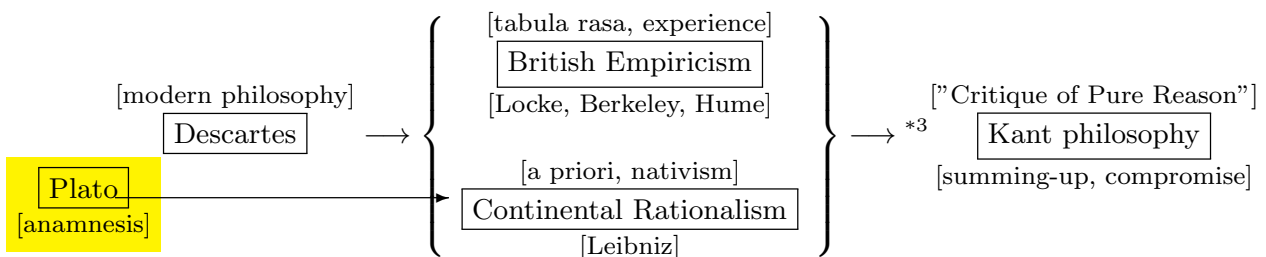 [tabula rasa, experience]
British Empiricism
[Locke, Berkeley, Hume]
[modern philosophy]
Descartes
Plato
[anamnesis]
[a priori, nativism]
Continental Rationalism
[Leibniz]
*3
["Critique of Pure Reason"]
Kant philosophy
[summing-up, compromise]